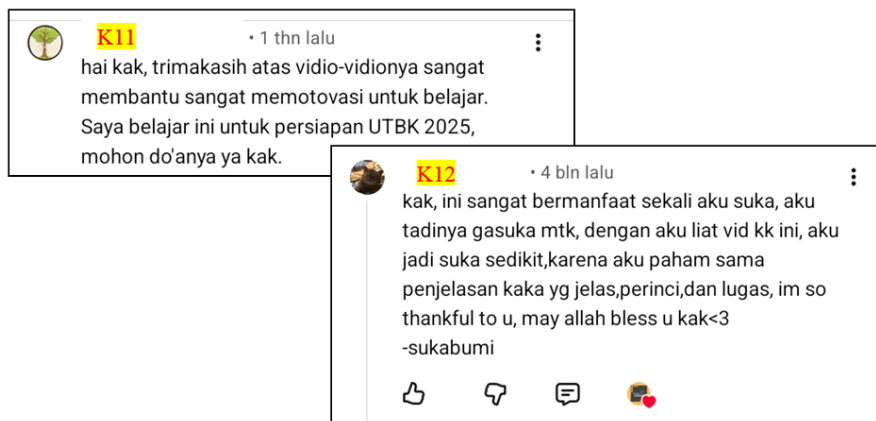 K11 • 1 thn lalu
hai kak, trimakasih atas vidio-vidionya sangat
membantu sangat memotovasi untuk belajar.
Saya belajar ini untuk persiapan UTBK 2025,
mohon do'anya ya kak.
K12 • 4 bln lalu
kak, ini sangat bermanfaat sekali aku suka, aku
tadinya gasuka mtk, dengan aku liat vid kk ini, aku
jadi suka sedikit,karena aku paham sama
penjelasan kaka yg jelas,perinci,dan lugas, im so
thankful to u, may allah bless u kak<3
-sukabumi